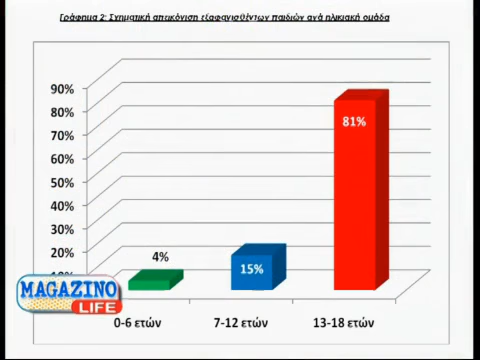 Γράφημα 2: Σχηματική απεικόνιση εξαφανισθέντων παιδιών ανά ηλικιακή ομάδα
90%
80%
70%
60%
50%
40%
30%
20%
81%
4%
15%
MAGAZINO
LIFE
0-6 ετών
7-12 ετών
13-18 ετών